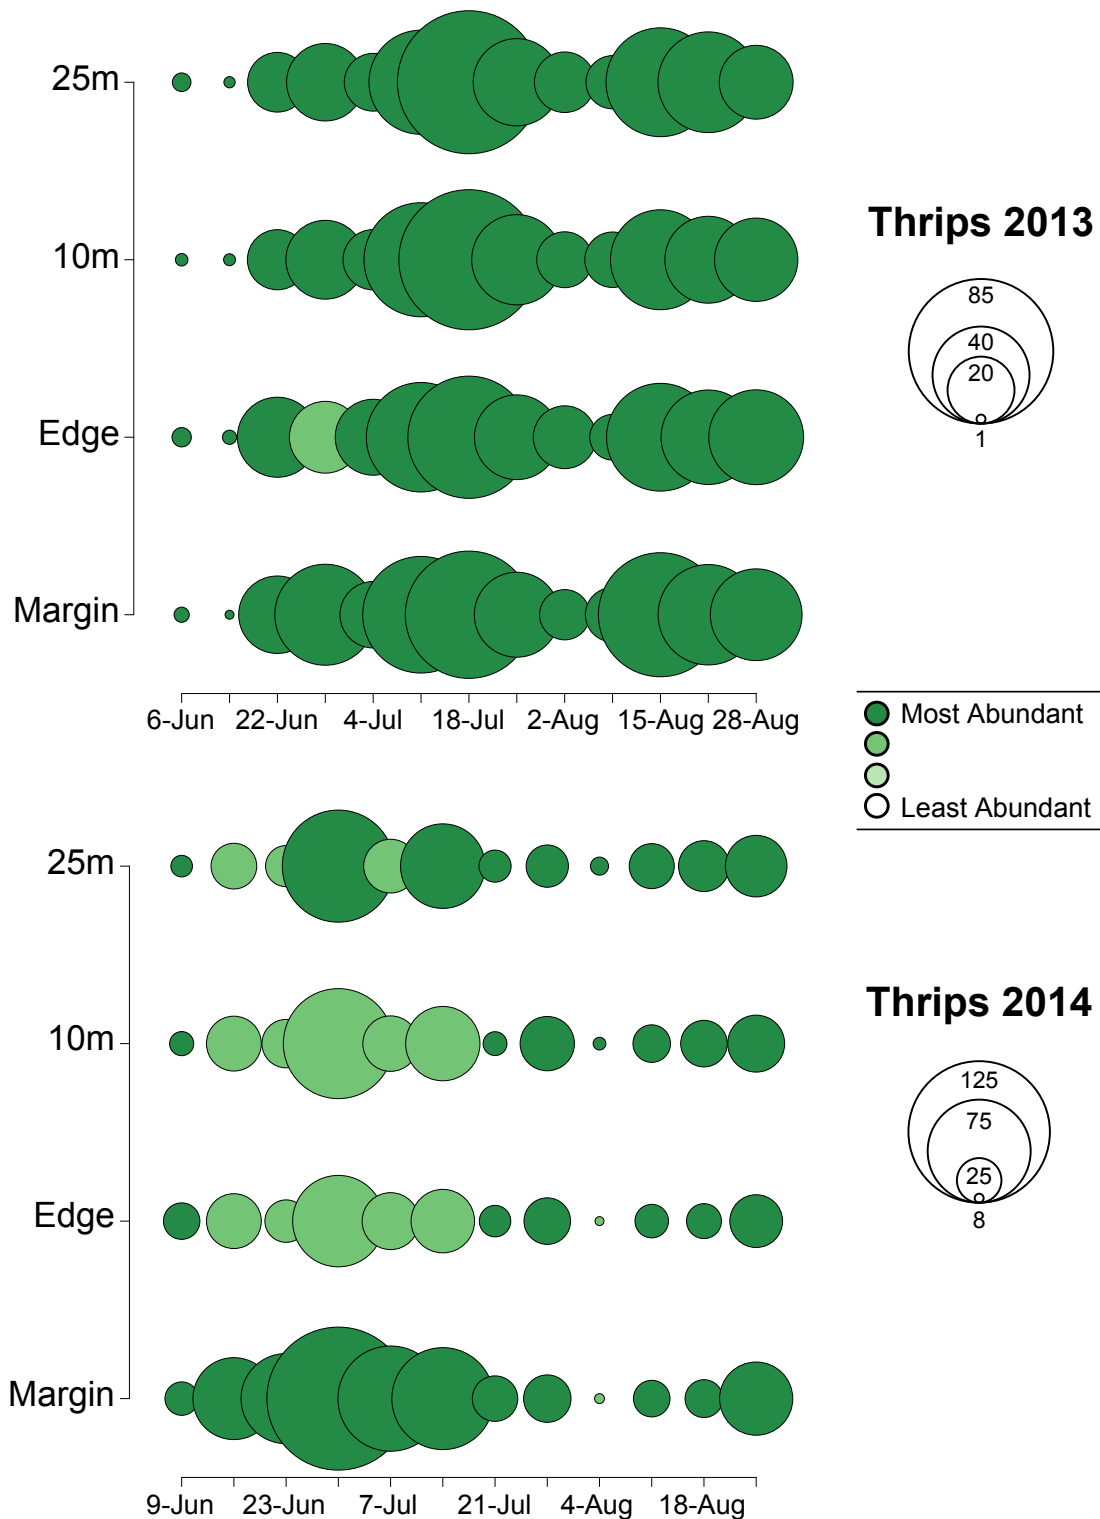 25m
10m
Edge
Margin
6-Jun 22-Jun 4-Jul 18-Jul 2-Aug 15-Aug 28-Aug
Thrips 2013
85
40
20
1
Most Abundant
Least Abundant
25m
10m
Edge
Margin
9-Jun 23-Jun 7-Jul 21-Jul 4-Aug 18-Aug
Thrips 2014
125
75
25
8